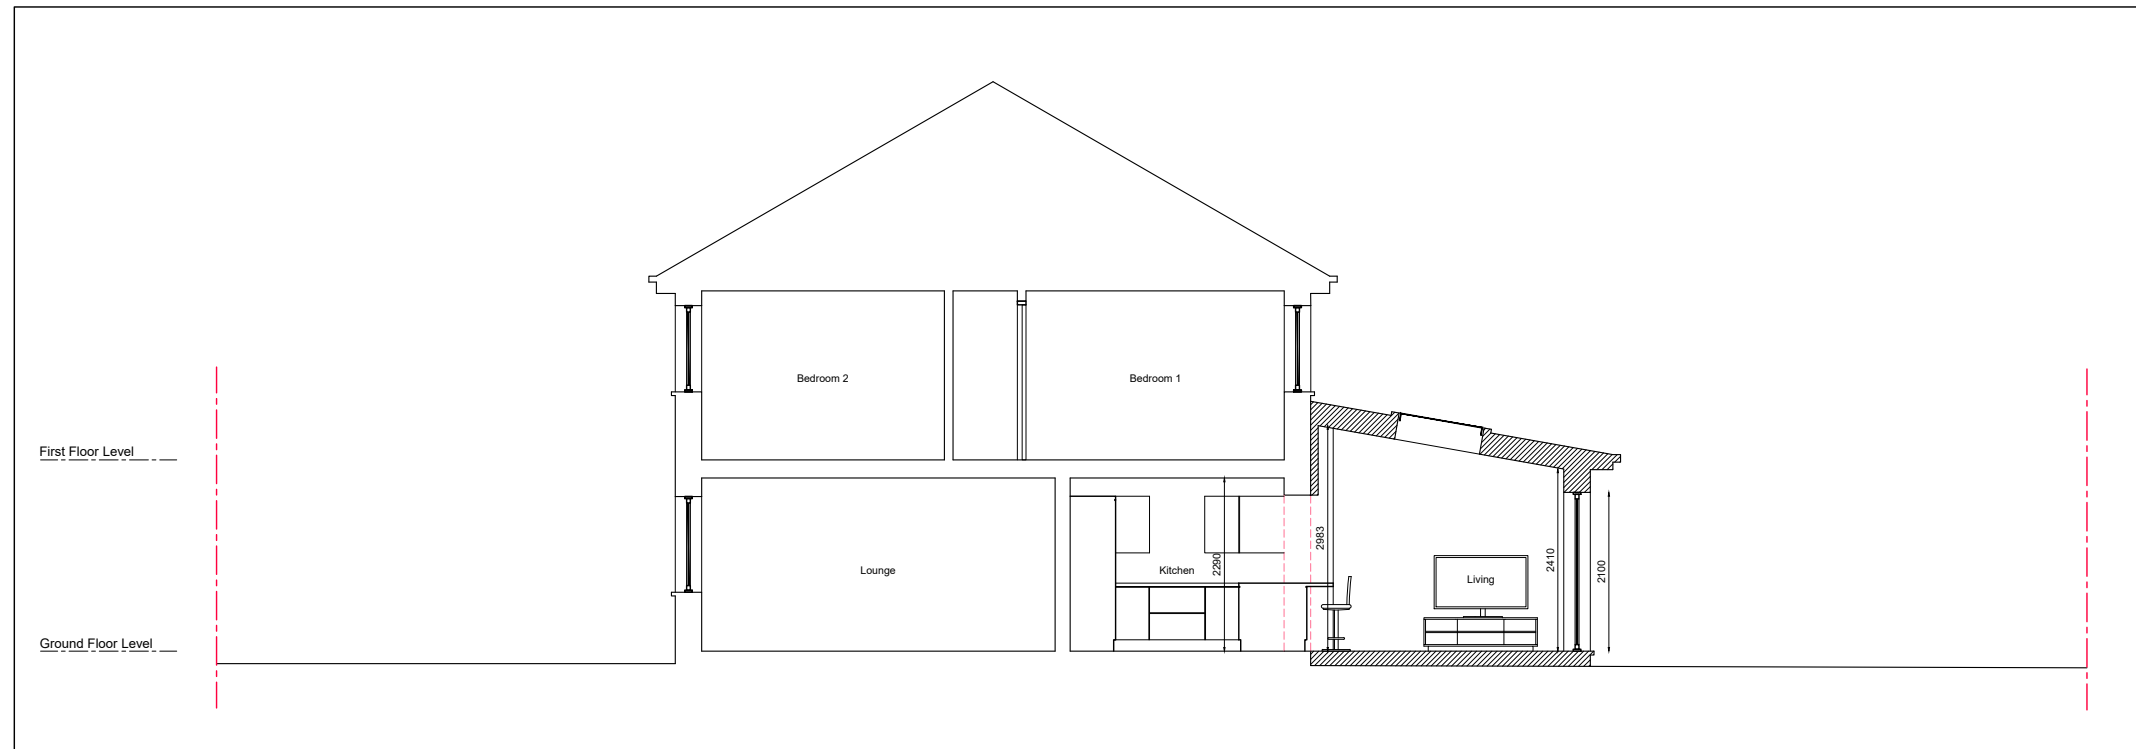 Bedroom 2
Bedroom 1
First Floor Level
Lounge
Kitchen
2290
2983
Living
2410
2100
Ground Floor Level